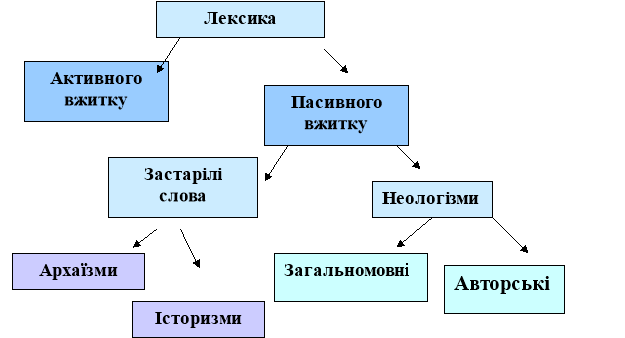 Лексика
Активного
вжитку
Пасивного
вжитку
Застарілі
слова
Неологізми
Архаїзми
Історизми
Загальномовні
Авторські